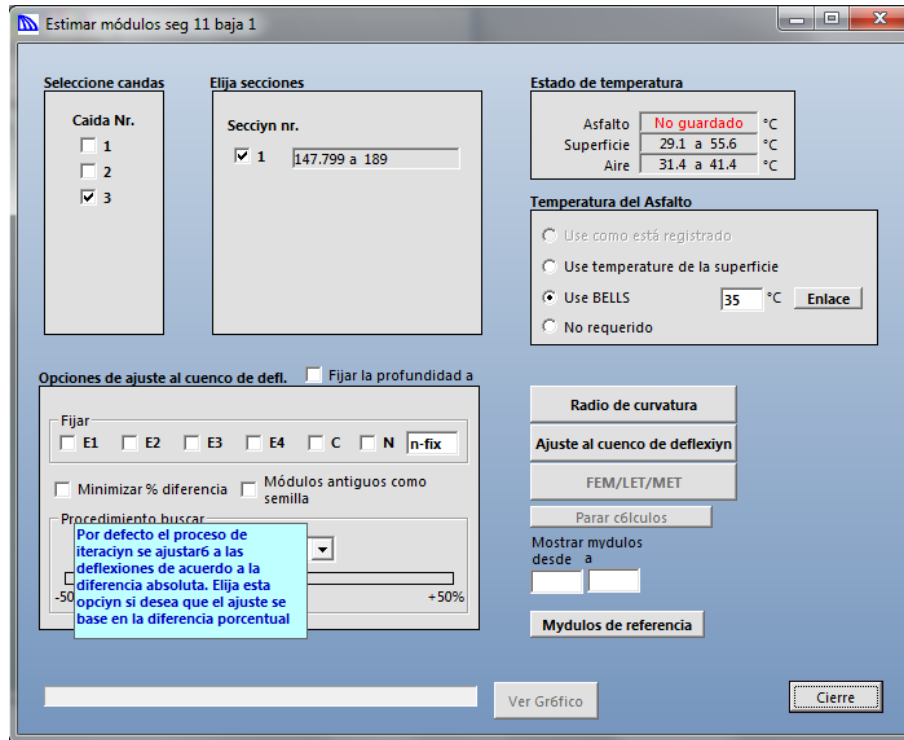 Estimar módulos seg 11 baja 1
Seleccione caнdas
Caida Nr.
1
2
3
Elija secciones
Secciyn nr.
1 147.799 a 189
Estado de temperatura
Asfalto No guardado °C
Superficie 29.1 a 55.6 °C
Aire 31.4 a 41.4 °C
Temperatura del Asfalto
Use como está registrado
Use temperature de la superficie
Use BELLS 35 °C Enlace
No requerido
Opciones de ajuste al cuenco de defl. Fijar la profundidad a
Fijar
E1 E2 E3 E4 C N n-fix
Minimizar % diferencia Módulos antiguos como
semilla
Procedimiento buscar
Por defecto el proceso de
iteraciyn se ajustar6 a las
deflexiones de acuerdo a la
diferencia absoluta. Elija esta
opciyn si desea que el ajuste se
base en la diferencia porcentual
-50
+50%
Radio de curvatura
Ajuste al cuenco de deflexiyn
FEM/LET/MET
Parar c6lculos
Mostrar mydulos
desde a
Mydulos de referencia
Ver Gr6fico
Cierre